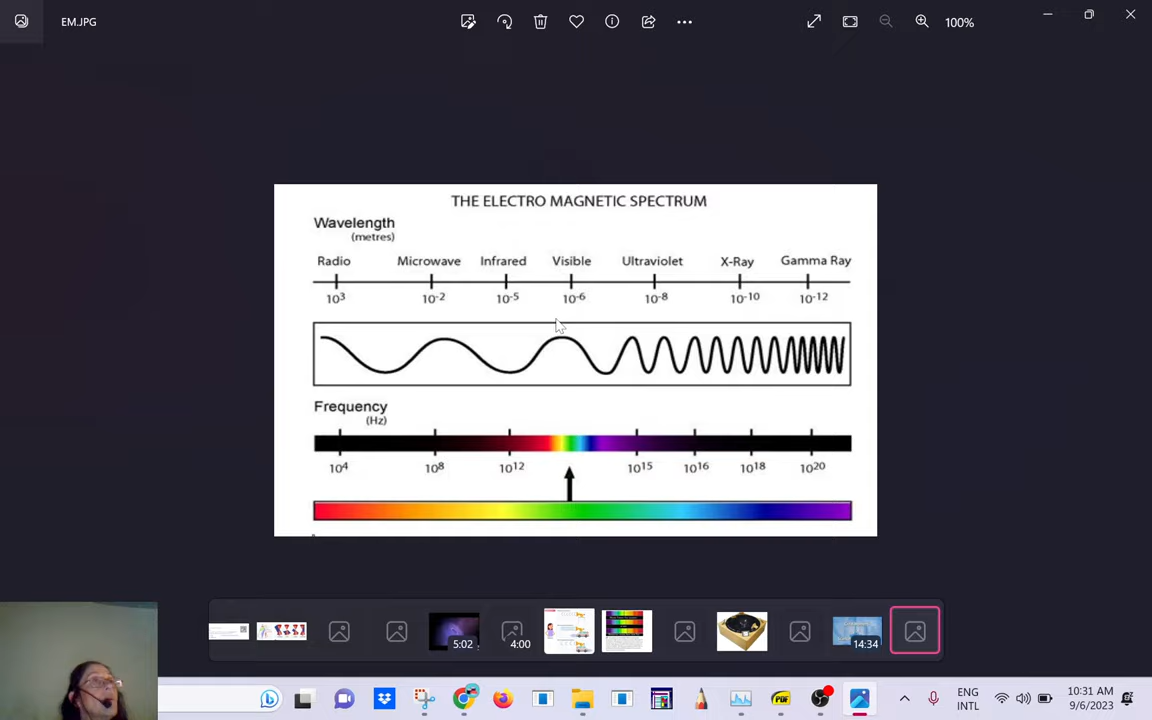 EM.JPG
100%
THE ELECTRO MAGNETIC SPECTRUM
Wavelength
(metres)
Radio Microwave Infrared Visible Ultraviolet X-Ray Gamma Ray
10³ 10⁻² 10⁻⁵ 10⁻⁶ 10⁻⁸ 10⁻¹⁰ 10⁻¹²
Frequency
(Hz)
10⁴ 10⁸ 10¹² 10¹⁵ 10¹⁶ 10¹⁸ 10²⁰
5:02
4:00
14:34
PDF
ENG
INTL
10:31 AM
9/6/2023